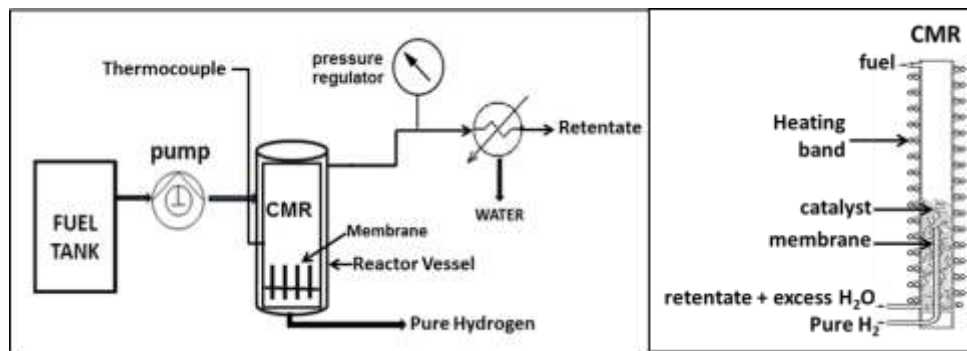 Thermocouple
pressure
regulator
Retentate
pump
WATER
FUEL
TANK
CMR
Membrane
Reactor Vessel
Pure Hydrogen
CMR
fuel
Heating
band
catalyst
membrane
retentate + excess H₂O
Pure H₂